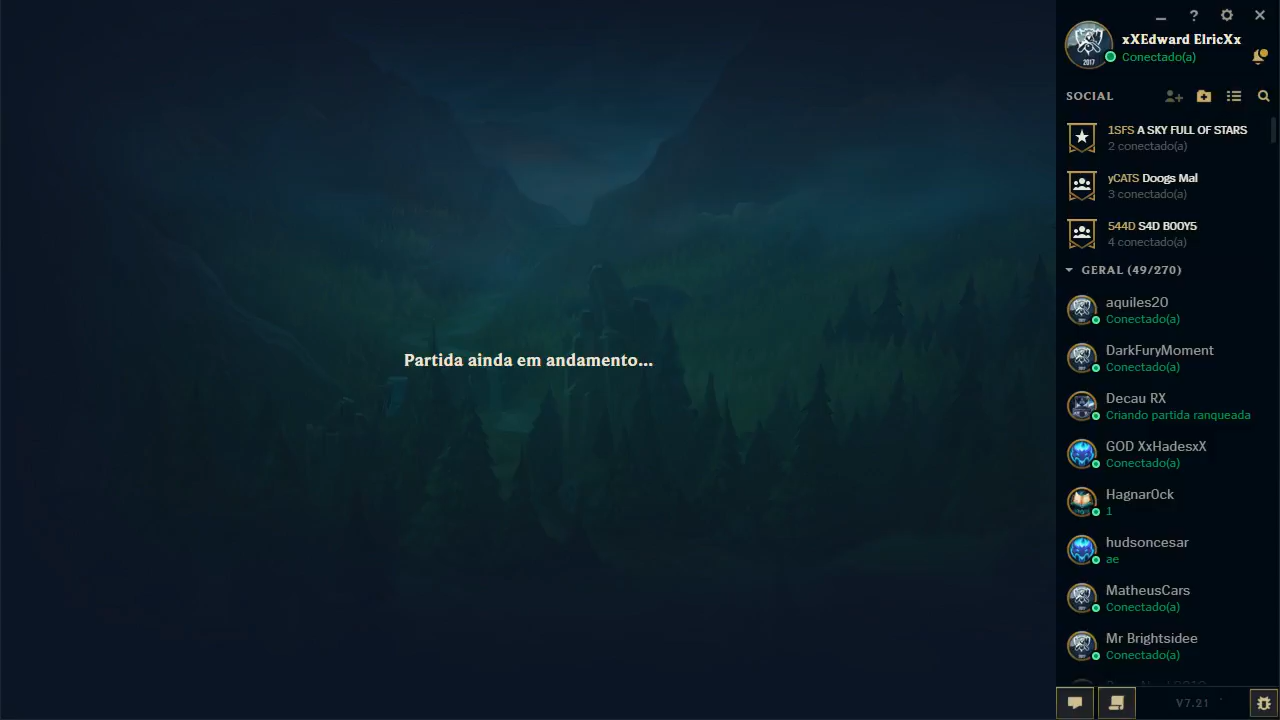 xXEdward ElricXx
Conectado(a)
2017
SOCIAL
1SFS A SKY FULL OF STARS
2 conectado(a)
yCATS Doogs Mal
3 conectado(a)
544D S4D B0OY5
4 conectado(a)
GERAL (49/270)
aquiles20
Conectado(a)
DarkFuryMoment
Conectado(a)
Partida ainda em andamento...
Decau RX
Criando partida ranqueada
GOD XxHadesxX
Conectado(a)
Hagnar0ck
1
hudsoncesar
ae
MatheusCars
Conectado(a)
Mr Brightsidee
Conectado(a)
V7.21